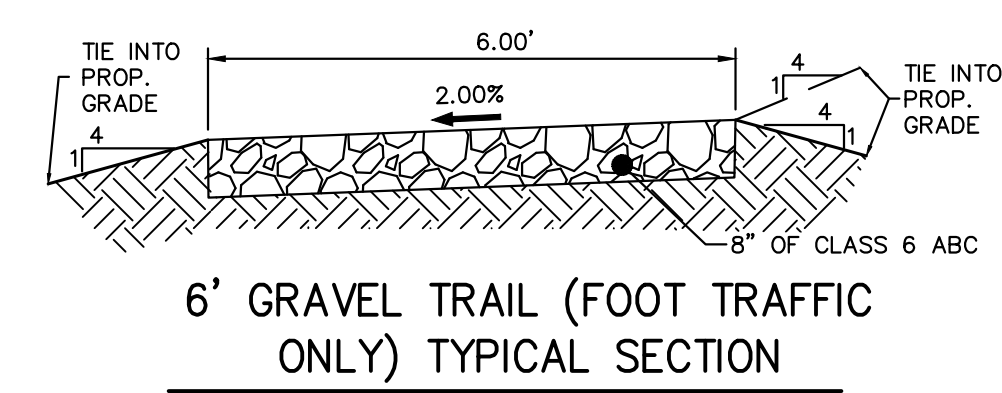 6.00'
TIE INTO
PROP.
GRADE
2.00%
4
1
4
1
4
1
TIE INTO
PROP.
GRADE
8" OF CLASS 6 ABC
6' GRAVEL TRAIL (FOOT TRAFFIC
ONLY) TYPICAL SECTION